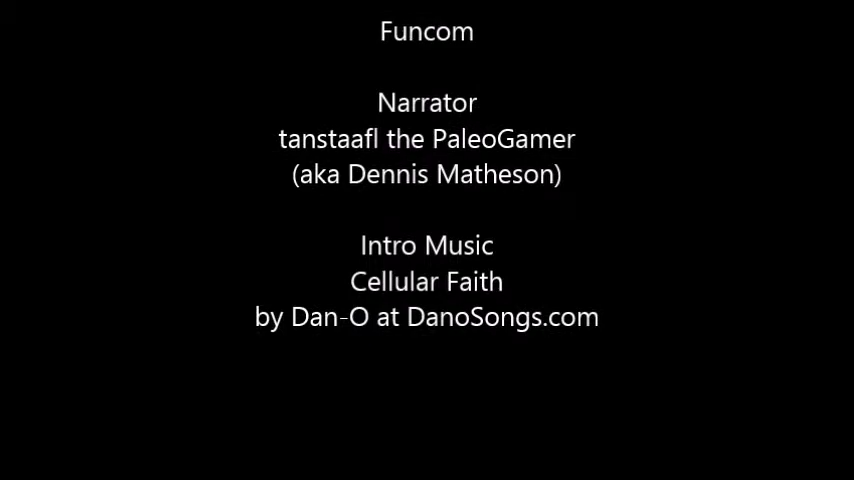 Funcom
Narrator
tanstaafl the PaleoGamer
(aka Dennis Matheson)
Intro Music
Cellular Faith
by Dan-O at DanoSongs.com